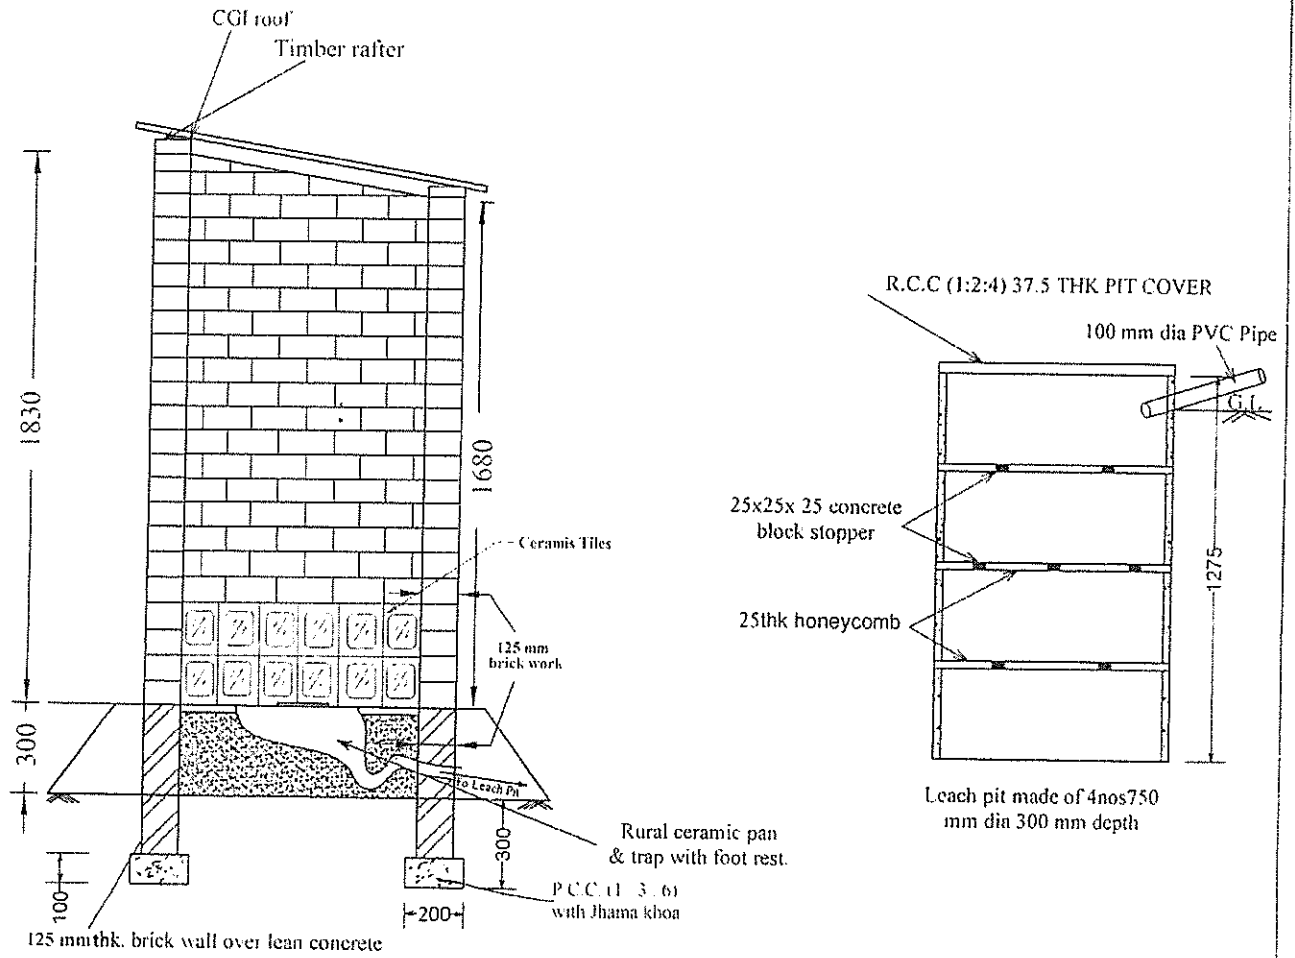 CGI roof
Timber rafter
1830
1680
Ceramis Tiles
125 mm
brick work
300
to Leach Pit
Rural ceramic pan
& trap with foot rest.
300
100
200
P.C.C. (1 3 . 6)
with Jhama khoa
125 mmthk. brick wall over lean concrete
R.C.C (1:2:4) 37.5 THK PIT COVER
100 mm dia PVC Pipe
G.L
25x25x 25 concrete
block stopper
1275
25thk honeycomb
Leach pit made of 4nos750
mm dia 300 mm depth